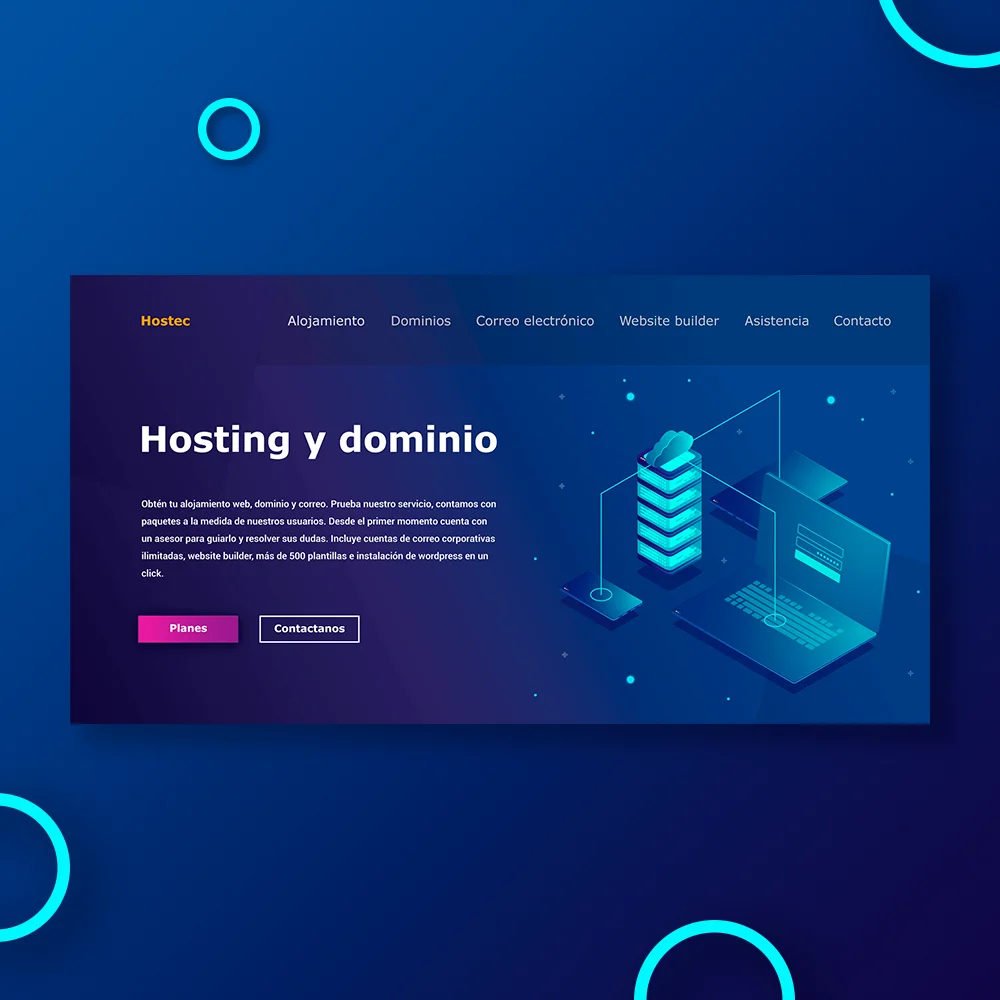 Hostec
Alojamiento Dominios Correo electrónico Website builder Asistencia Contacto
Hosting y dominio
Obtén tu alojamiento web, dominio y correo. Prueba nuestro servicio, contamos con
paquetes a la medida de nuestros usuarios. Desde el primer momento cuenta con
un asesor para guiarlo y resolver sus dudas. Incluye cuentas de correo corporativas
ilimitadas, website builder, más de 500 plantillas e instalación de wordpress en un
click.
Planes
Contactanos